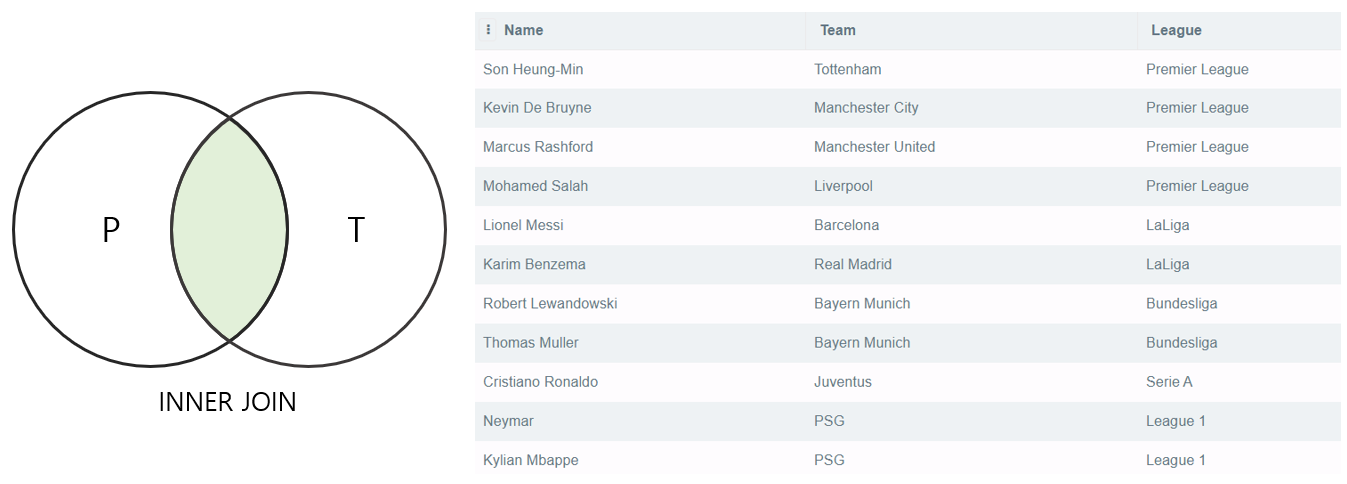 P
T
INNER JOIN
Name Team League
Son Heung-Min Tottenham Premier League
Kevin De Bruyne Manchester City Premier League
Marcus Rashford Manchester United Premier League
Mohamed Salah Liverpool Premier League
Lionel Messi Barcelona LaLiga
Karim Benzema Real Madrid LaLiga
Robert Lewandowski Bayern Munich Bundesliga
Thomas Muller Bayern Munich Bundesliga
Cristiano Ronaldo Juventus Serie A
Neymar PSG League 1
Kylian Mbappe PSG League 1